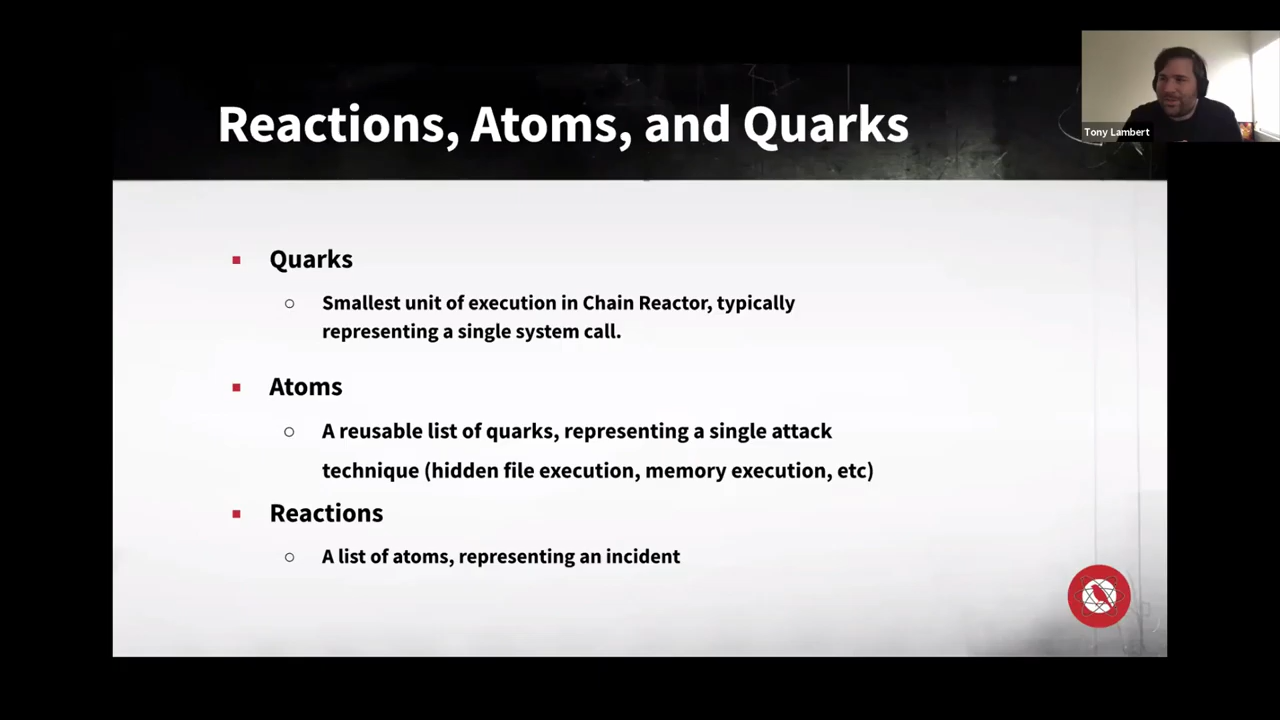 Reactions, Atoms, and Quarks
Tony Lambert
▪ Quarks
○ Smallest unit of execution in Chain Reactor, typically
representing a single system call.
▪ Atoms
○ A reusable list of quarks, representing a single attack
technique (hidden file execution, memory execution, etc)
▪ Reactions
○ A list of atoms, representing an incident